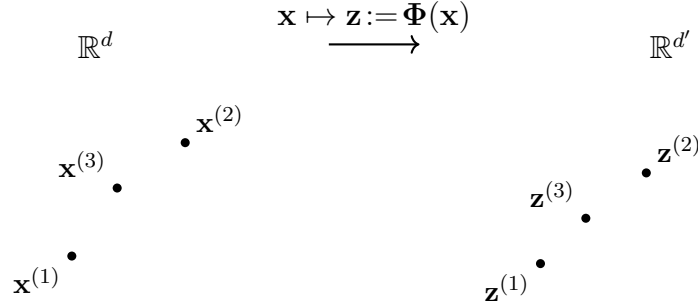 𝐱 ↦ 𝐳 := 𝚽(𝐱)
ℝ^d
ℝ^{d′}
𝐱^{(2)}
𝐱^{(3)}
𝐱^{(1)}
𝐳^{(2)}
𝐳^{(3)}
𝐳^{(1)}